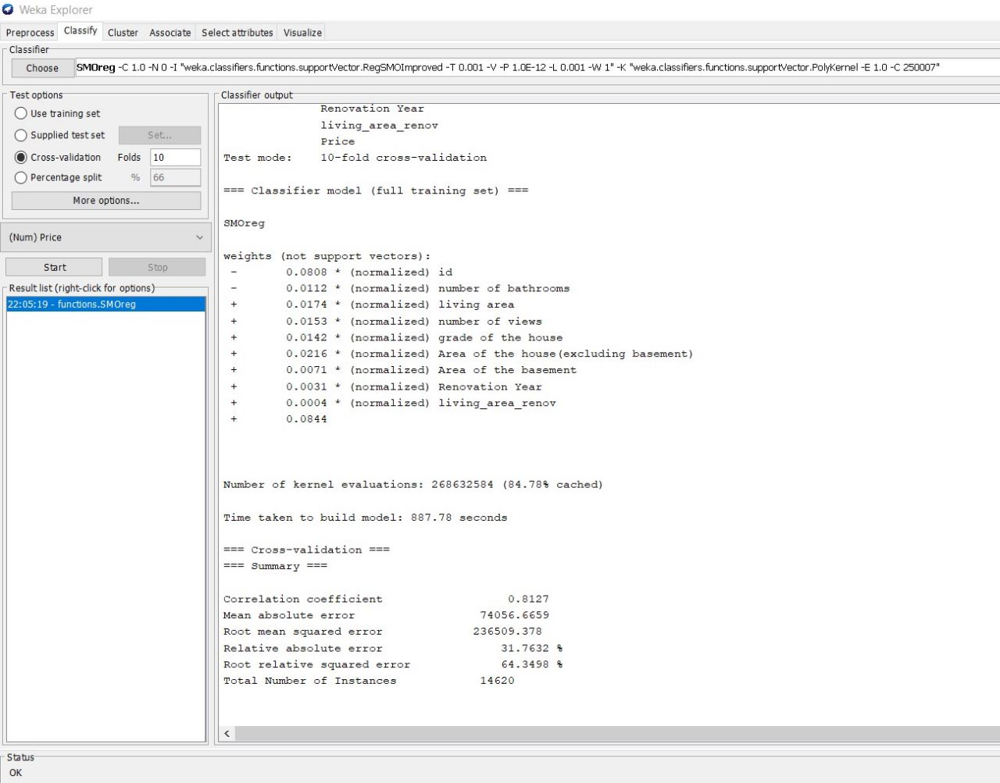 Weka Explorer
Preprocess Classify Cluster Associate Select attributes Visualize
Classifier
Choose SMOreg -C 1.0 -N 0 -I "weka.classifiers.functions.supportVector.RegSMOImproved -T 0.001 -V -P 1.0E-12 -L 0.001 -W 1" -K "weka.classifiers.functions.supportVector.PolyKernel -E 1.0 -C 250007"
Test options
Use training set
Supplied test set Set...
Cross-validation Folds 10
Percentage split % 66
More options...
(Num) Price
Start Stop
Result list (right-click for options)
22:05:19 - functions.SMOreg
Classifier output
Renovation Year
living_area_renov
Price
Test mode: 10-fold cross-validation
=== Classifier model (full training set) ===
SMOreg
weights (not support vectors):
- 0.0808 * (normalized) id
- 0.0112 * (normalized) number of bathrooms
+ 0.0174 * (normalized) living area
+ 0.0153 * (normalized) number of views
+ 0.0142 * (normalized) grade of the house
+ 0.0216 * (normalized) Area of the house(excluding basement)
+ 0.0071 * (normalized) Area of the basement
+ 0.0031 * (normalized) Renovation Year
+ 0.0004 * (normalized) living_area_renov
+ 0.0844
Number of kernel evaluations: 268632584 (84.78% cached)
Time taken to build model: 887.78 seconds
=== Cross-validation ===
=== Summary ===
Correlation coefficient 0.8127
Mean absolute error 74056.6659
Root mean squared error 236509.378
Relative absolute error 31.7632 %
Root relative squared error 64.3498 %
Total Number of Instances 14620
Status
OK